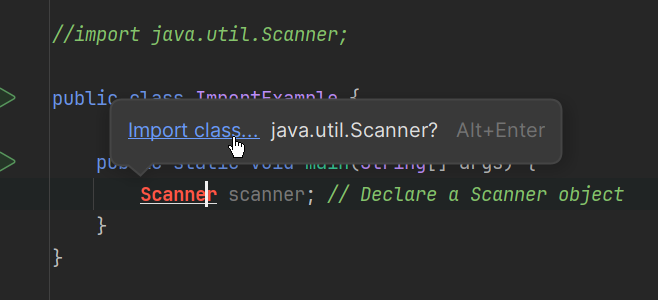 //import java.util.Scanner;
public class ImportExample {
Import class... java.util.Scanner? Alt+Enter
public static void main(String[] args) {
Scanner scanner; // Declare a Scanner object
}
}